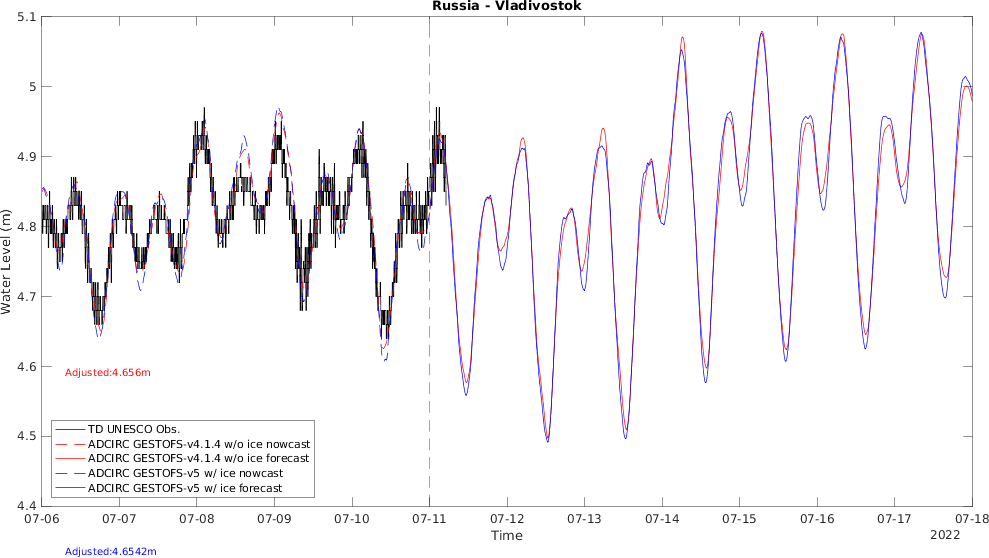 Russia - Vladivostok
5.1
5
4.9
4.8
4.7
4.6
4.5
4.4
Water Level (m)
Adjusted:4.656m
TD UNESCO Obs.
ADCIRC GESTOFS-v4.1.4 w/o ice nowcast
ADCIRC GESTOFS-v4.1.4 w/o ice forecast
ADCIRC GESTOFS-v5 w/ ice nowcast
ADCIRC GESTOFS-v5 w/ ice forecast
07-06 07-07 07-08 07-09 07-10 07-11 07-12 07-13 07-14 07-15 07-16 07-17 07-18
Time
2022
Adjusted:4.6542m